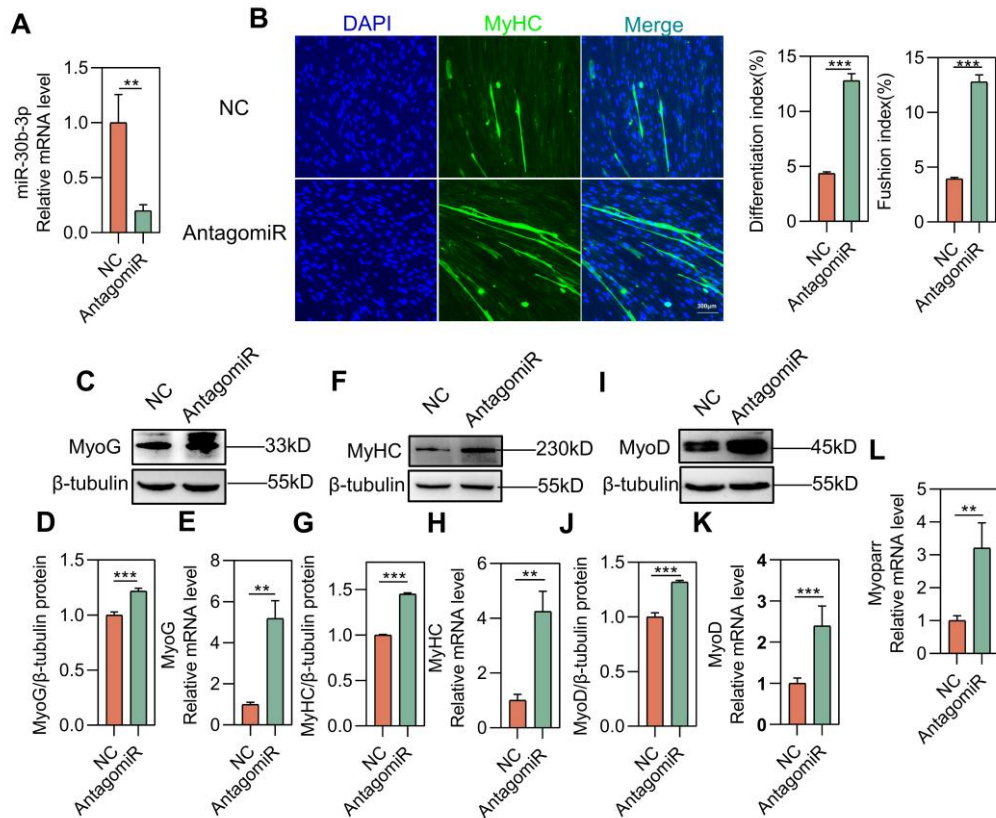 A
miR-30b-3p
Relative mRNA level
1.5
1.0
0.5
0.0
**
NC
AntagomiR
B
DAPI
MyHC
Merge
NC
AntagomiR
300μm
Differentiation index(%)
15
10
5
0
***
NC
AntagomiR
Fushion index(%)
15
10
5
0
***
NC
AntagomiR
C
NC
AntagomiR
MyoG
33kD
β-tubulin
55kD
F
NC
AntagomiR
MyHC
230kD
β-tubulin
55kD
I
NC
AntagomiR
MyoD
45kD
β-tubulin
55kD
D
MyoG/β-tubulin protein
1.5
1.0
0.5
0.0
***
NC
AntagomiR
E
MyoG
Relative mRNA level
8
6
4
2
0
**
NC
AntagomiR
G
MyHC/β-tubulin protein
2.0
1.5
1.0
0.5
0.0
***
NC
AntagomiR
H
MyHC
Relative mRNA level
6
4
2
0
**
NC
AntagomiR
J
MyoD/β-tubulin protein
1.5
1.0
0.5
0.0
***
NC
AntagomiR
K
MyoD
Relative mRNA level
4
3
2
1
0
***
NC
AntagomiR
L
Myoparr
Relative mRNA level
5
4
3
2
1
0
**
NC
AntagomiR